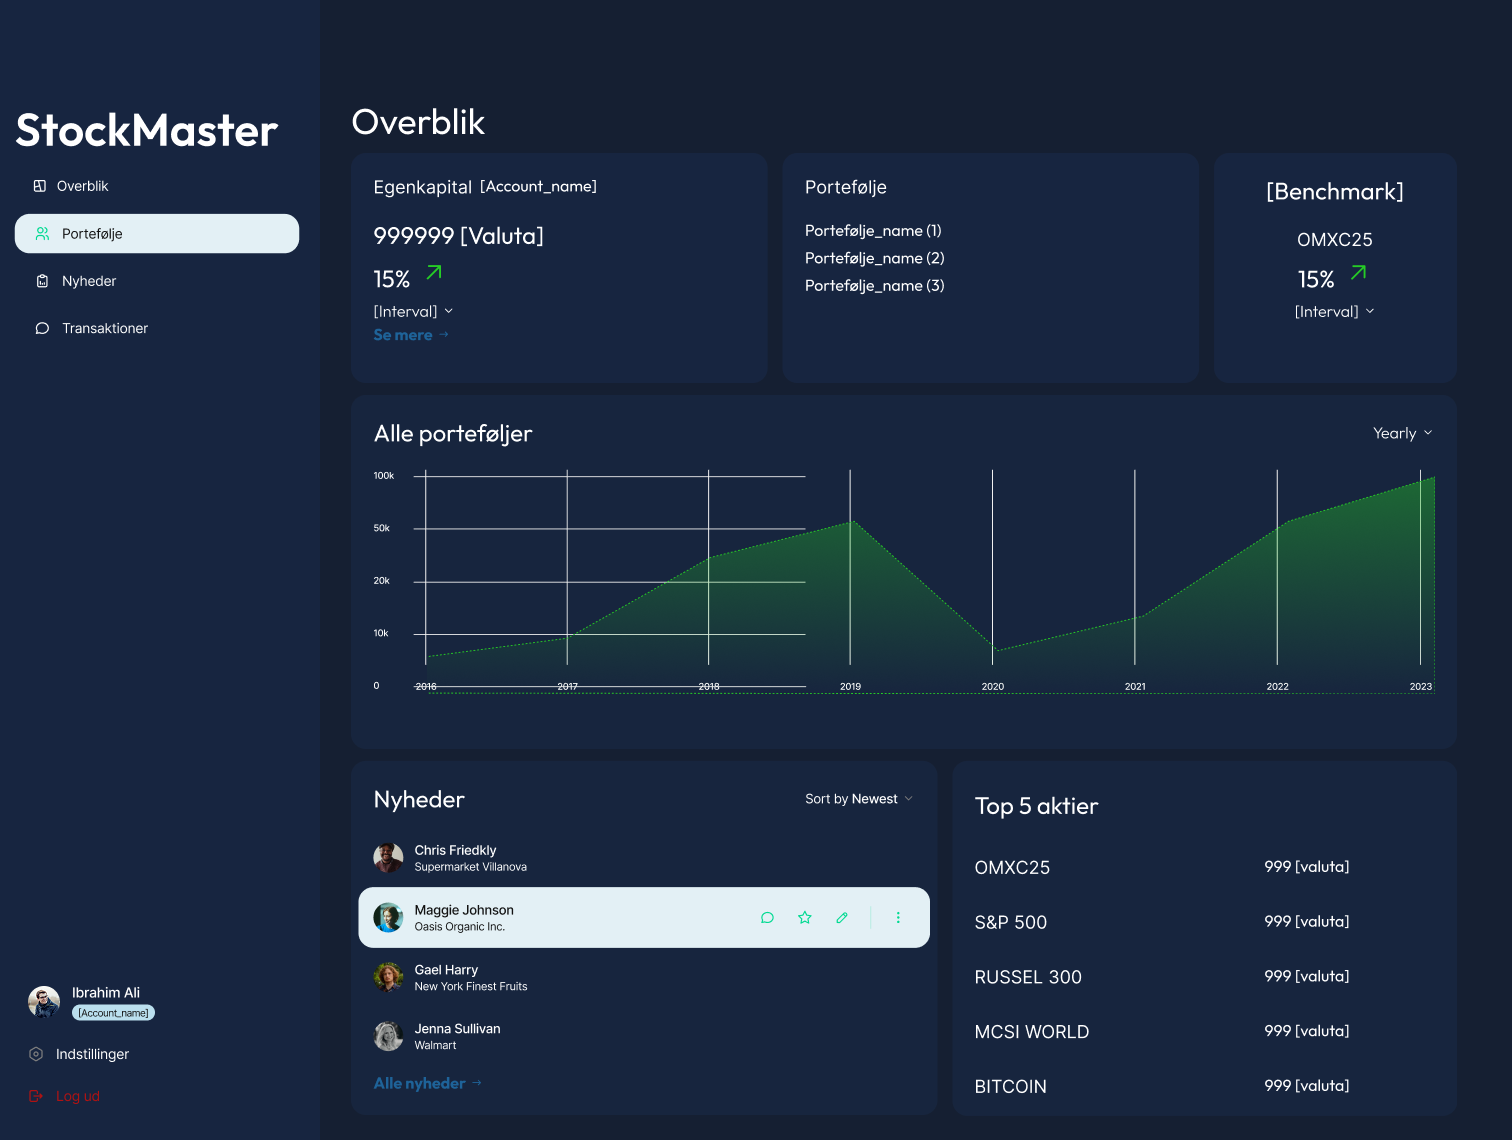 StockMaster
Overblik
Portefølje
Nyheder
Transaktioner
Ibrahim Ali
[Account_name]
Indstillinger
Log ud
Overblik
Egenkapital [Account_name]
999999 [Valuta]
15%
[Interval]
Se mere →
Portefølje
Portefølje_name (1)
Portefølje_name (2)
Portefølje_name (3)
[Benchmark]
OMXC25
15%
[Interval]
Alle porteføljer
Yearly
100k
50k
20k
10k
0
2016 2017 2018 2019 2020 2021 2022 2023
Nyheder
Sort by Newest
Chris Friedkly
Supermarket Villanova
Maggie Johnson
Oasis Organic Inc.
Gael Harry
New York Finest Fruits
Jenna Sullivan
Walmart
Alle nyheder →
Top 5 aktier
OMXC25 999 [valuta]
S&P 500 999 [valuta]
RUSSEL 300 999 [valuta]
MCSI WORLD 999 [valuta]
BITCOIN 999 [valuta]